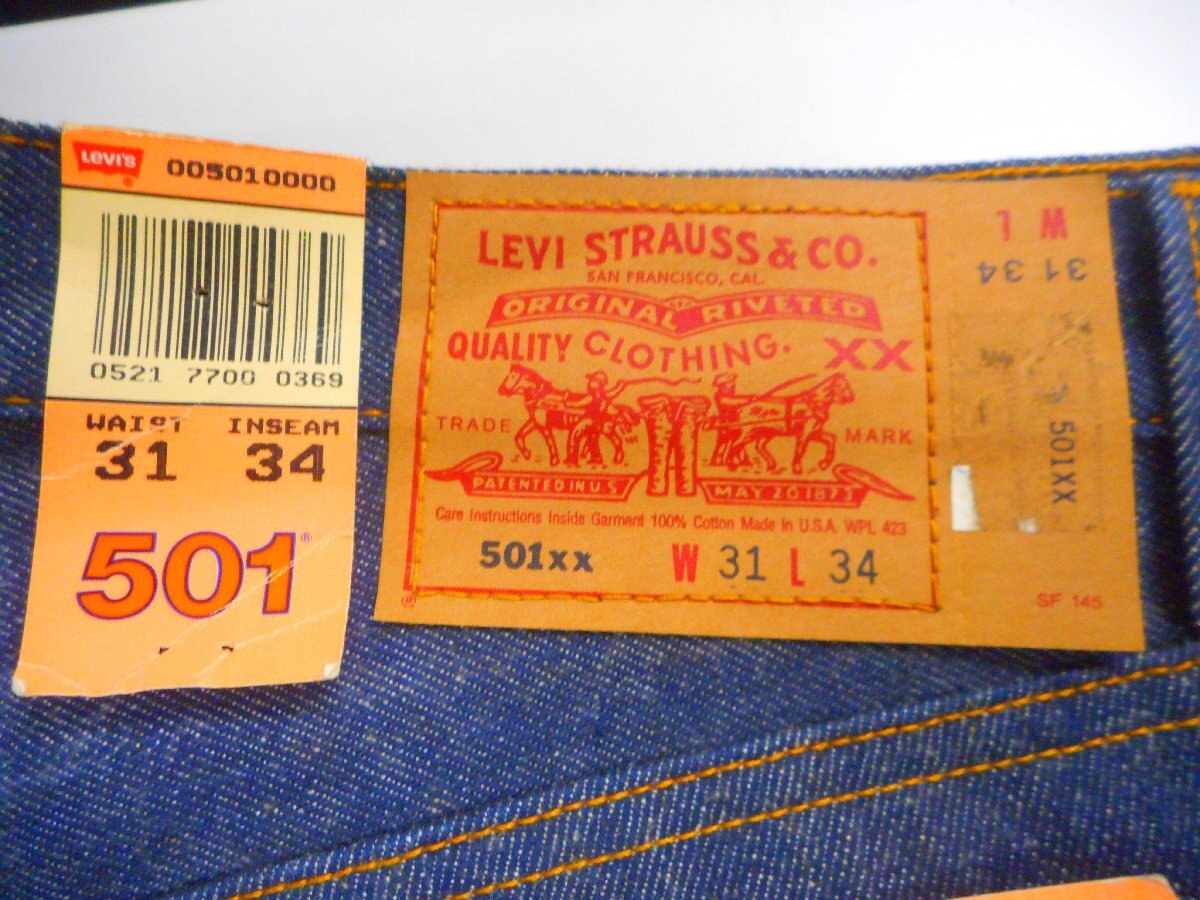 LEVI'S
®
005010000
0521 7700 0369
WAIST INSEAM
31 34
501®
LEVI STRAUSS & CO.
SAN FRANCISCO, CAL.
ORIGINAL RIVETED
QUALITY CLOTHING. XX
TRADE MARK
PATENTED IN U.S. MAY 20 1873
Care Instructions Inside Garment 100% Cotton Made in U.S.A. WPL 423
501xx W 31 L 34
®
W L
31 34
501XX
SF 145